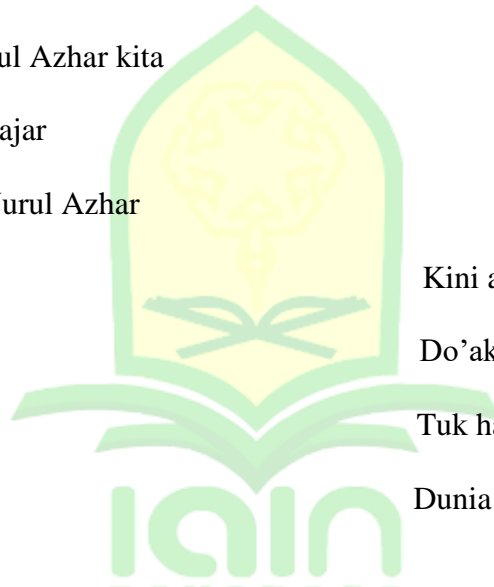 ul Azhar kita
ajar
urul Azhar
Kini a
Do’ak
Tuk ha
Dunia
iain